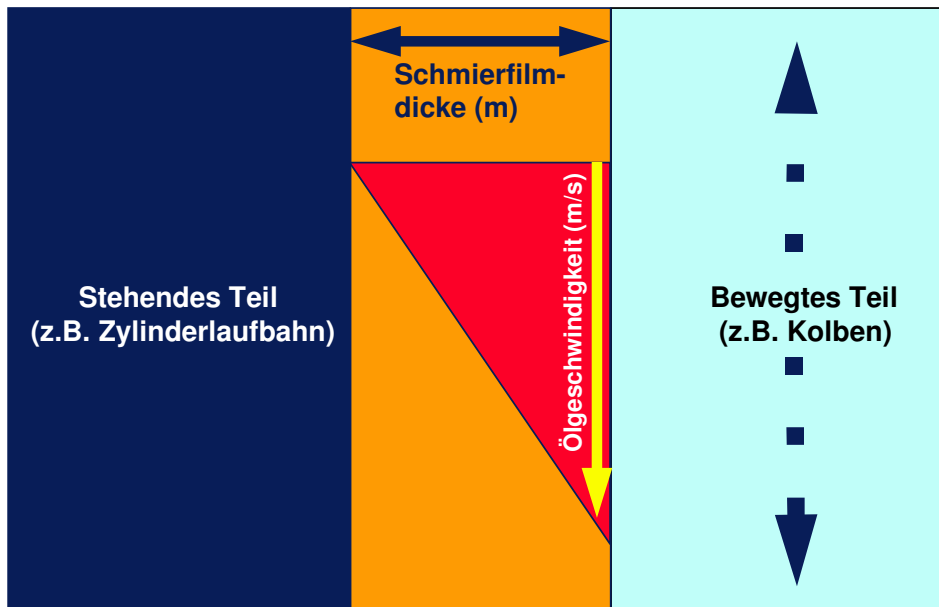 Schmierfilm-
dicke (m)
Ölgeschwindigkeit (m/s)
Stehendes Teil
(z.B. Zylinderlaufbahn)
Bewegtes Teil
(z.B. Kolben)